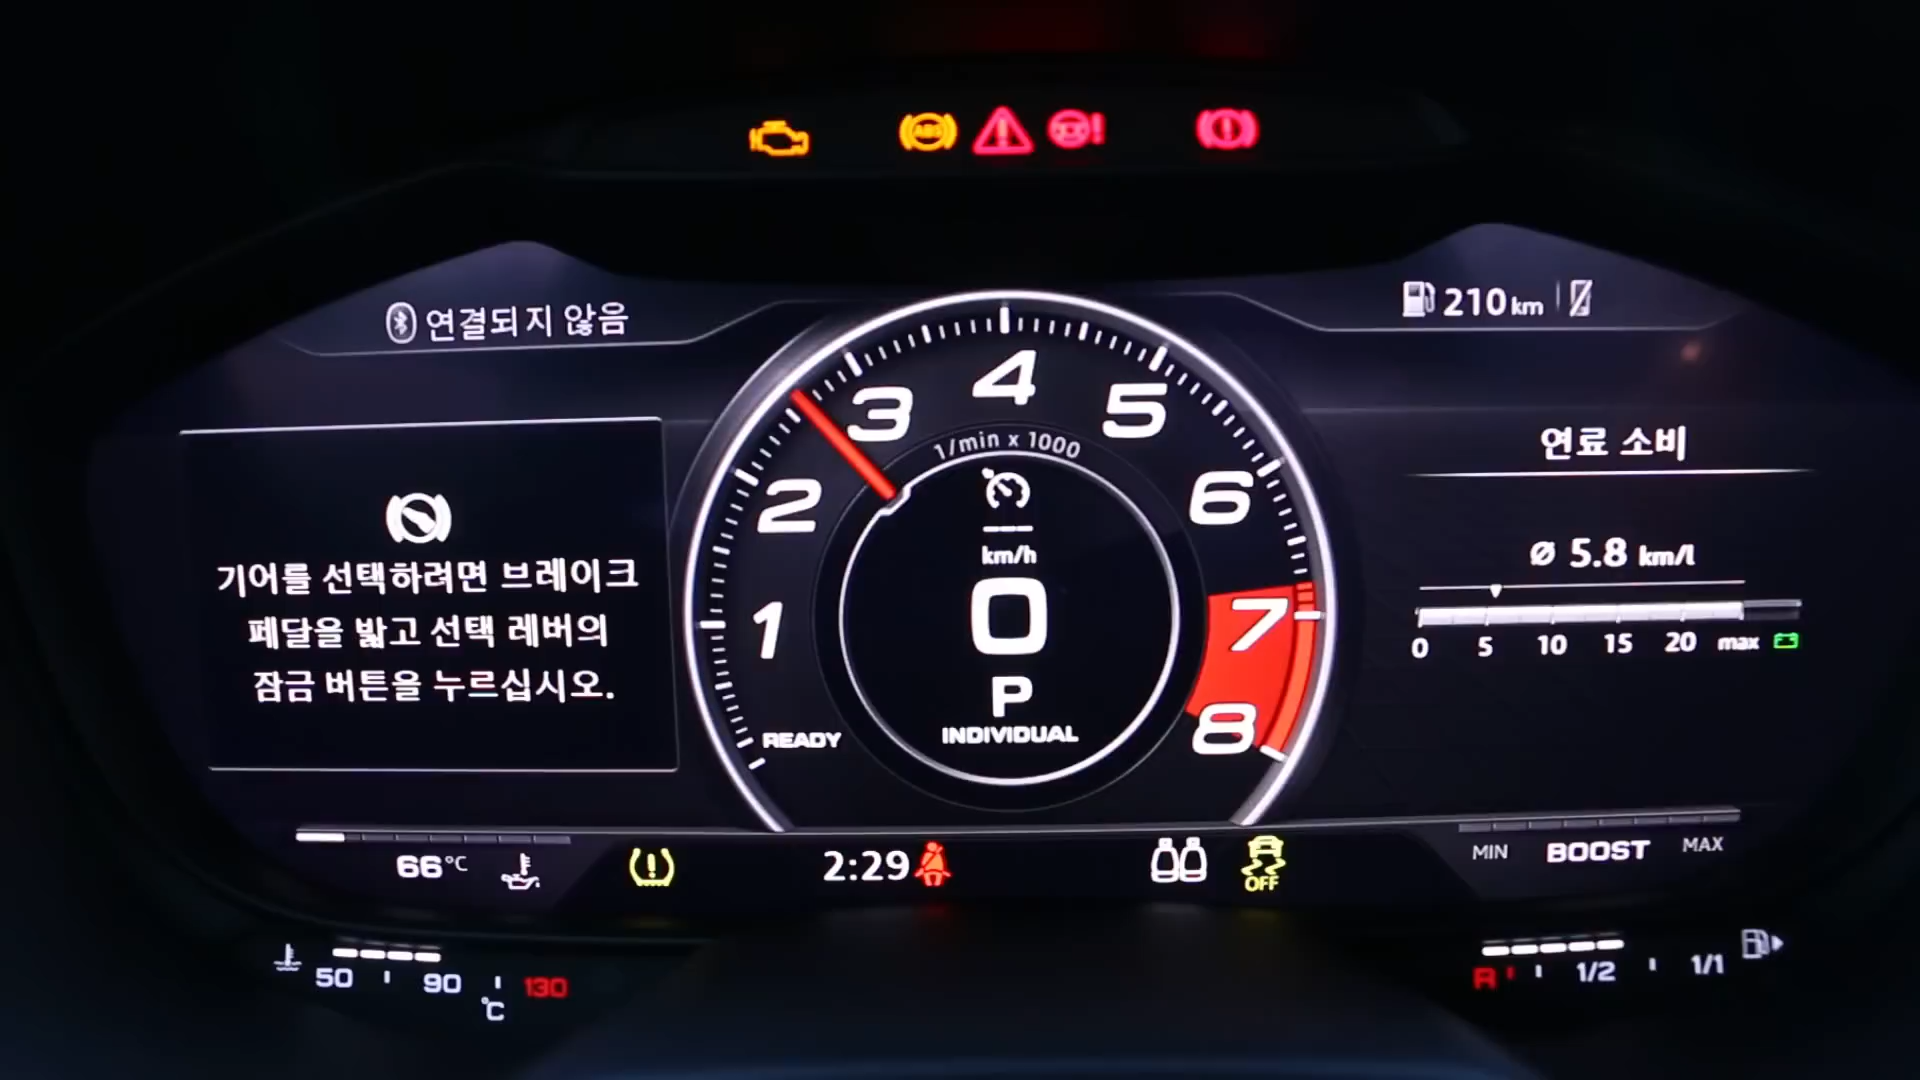 ABS
연결되지 않음
210 km
기어를 선택하려면 브레이크
페달을 밟고 선택 레버의
잠금 버튼을 누르십시오.
1 2 3 4 5 6 7 8
1/min x 1000
---
km/h
0
P
INDIVIDUAL
READY
연료 소비
Ø 5.8 km/l
0 5 10 15 20 max
66°C
2:29
OFF
MIN BOOST MAX
50 90 130
°C
R 1/2 1/1